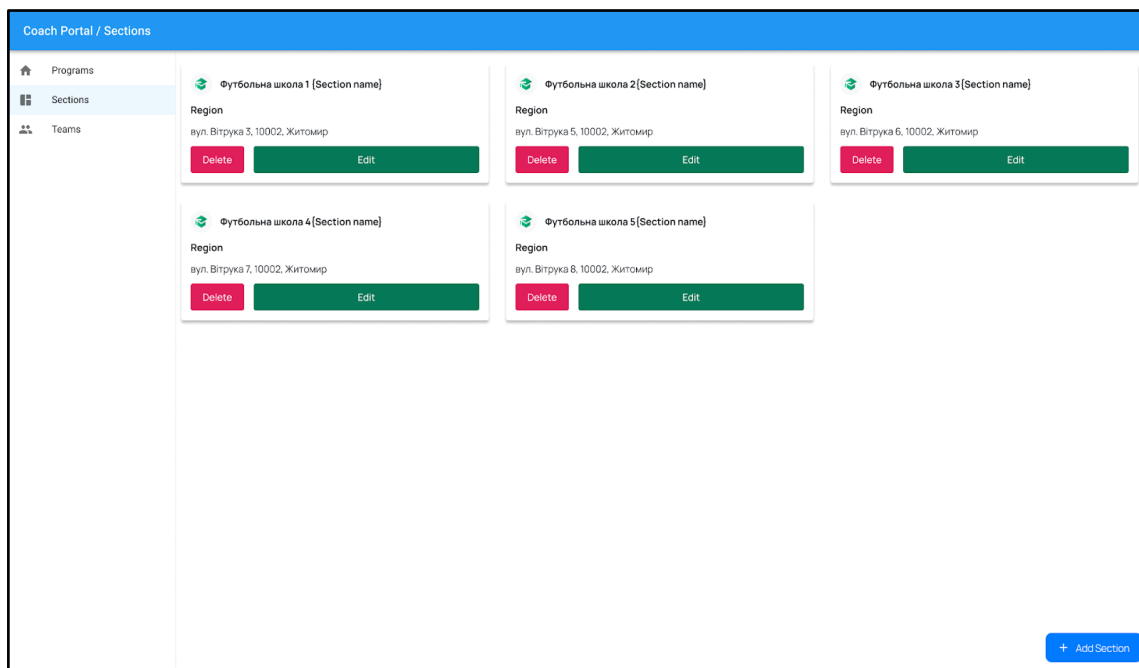 Coach Portal / Sections
Programs
Sections
Teams
Футбольна школа 1 {Section name}
Region
вул. Вітрука 3, 10002, Житомир
Delete
Edit
Футбольна школа 2{Section name}
Region
вул. Вітрука 5, 10002, Житомир
Delete
Edit
Футбольна школа 3{Section name}
Region
вул. Вітрука 6, 10002, Житомир
Delete
Edit
Футбольна школа 4{Section name}
Region
вул. Вітрука 7, 10002, Житомир
Delete
Edit
Футбольна школа 5{Section name}
Region
вул. Вітрука 8, 10002, Житомир
Delete
Edit
+ Add Section